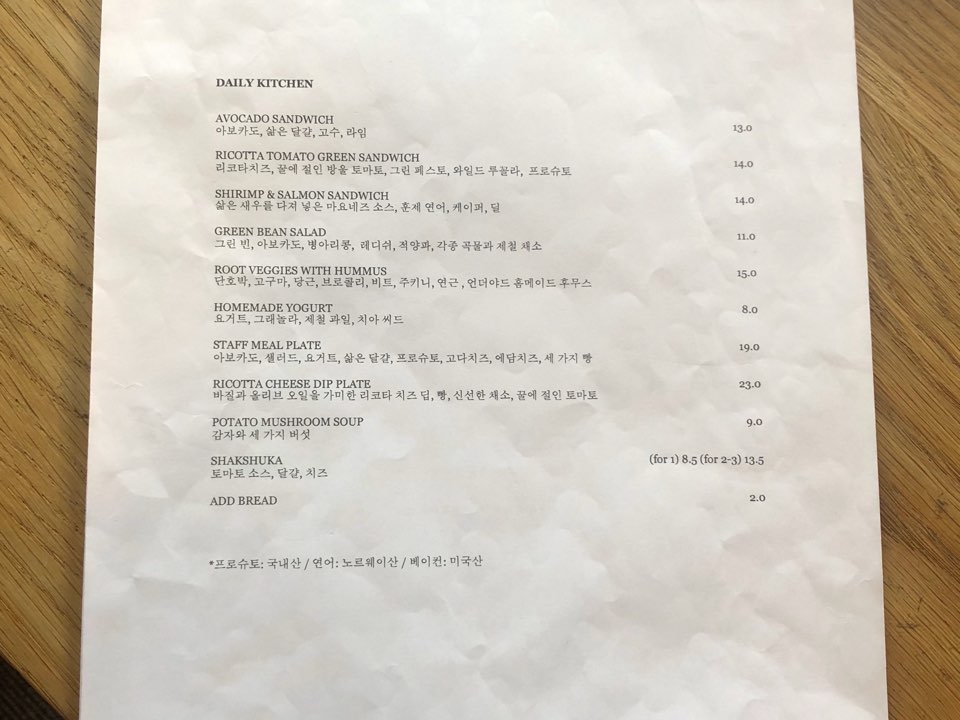 DAILY KITCHEN
AVOCADO SANDWICH
아보카도, 삶은 달걀, 고수, 라임 13.0
RICOTTA TOMATO GREEN SANDWICH
리코타치즈, 꿀에 절인 방울 토마토, 그린 페스토, 와일드 루꼴라, 프로슈토 14.0
SHIRIMP & SALMON SANDWICH
삶은 새우를 다져 넣은 마요네즈 소스, 훈제 연어, 케이퍼, 딜 14.0
GREEN BEAN SALAD
그린 빈, 아보카도, 병아리콩, 래디쉬, 적양파, 각종 곡물과 제철 채소 11.0
ROOT VEGGIES WITH HUMMUS
단호박, 고구마, 당근, 브로콜리, 비트, 주키니, 연근 , 언더야드 홈메이드 후무스 15.0
HOMEMADE YOGURT
요거트, 그래놀라, 제철 과일, 치아 씨드 8.0
STAFF MEAL PLATE
아보카도, 샐러드, 요거트, 삶은 달걀, 프로슈토, 고다치즈, 에담치즈, 세 가지 빵 19.0
RICOTTA CHEESE DIP PLATE 23.0
바질과 올리브 오일을 가미한 리코타 치즈 딥, 빵, 신선한 채소, 꿀에 절인 토마토
POTATO MUSHROOM SOUP 9.0
감자와 세 가지 버섯
SHAKSHUKA (for 1) 8.5 (for 2-3) 13.5
토마토 소스, 달걀, 치즈
ADD BREAD 2.0
*프로슈토: 국내산 / 연어: 노르웨이산 / 베이컨: 미국산